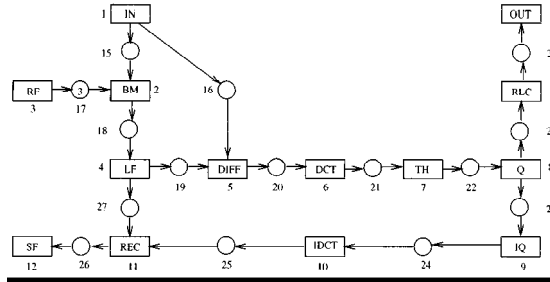 1 IN OUT
15
RF 3 BM 2 16 RLC
3 17
18
4 LF DIFF DCT TH Q
19 5 20 6 21 7 22
27
SF REC IDCT IQ
12 26 11 25 10 24 9